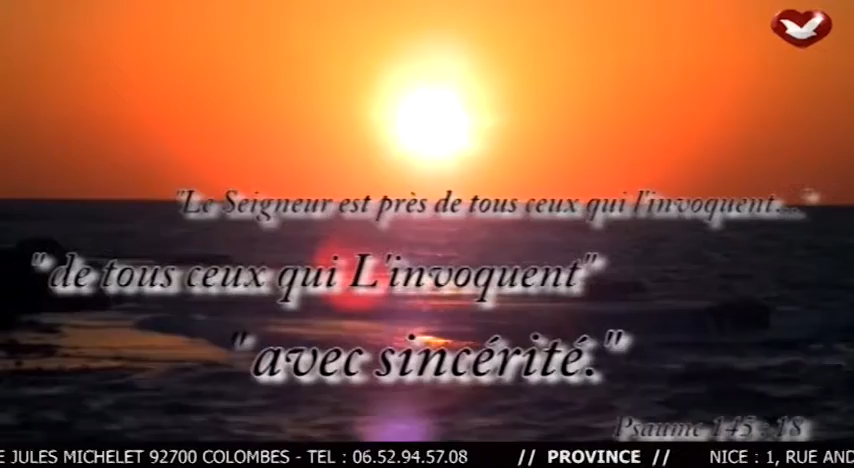 "Le Seigneur est près de tous ceux qui l'invoquent..."
"de tous ceux qui L'invoquent"
"avec sincérité."
Psaume 145 : 18
JULES MICHELET 92700 COLOMBES - TEL : 06.52.94.57.08 // PROVINCE // NICE : 1, RUE